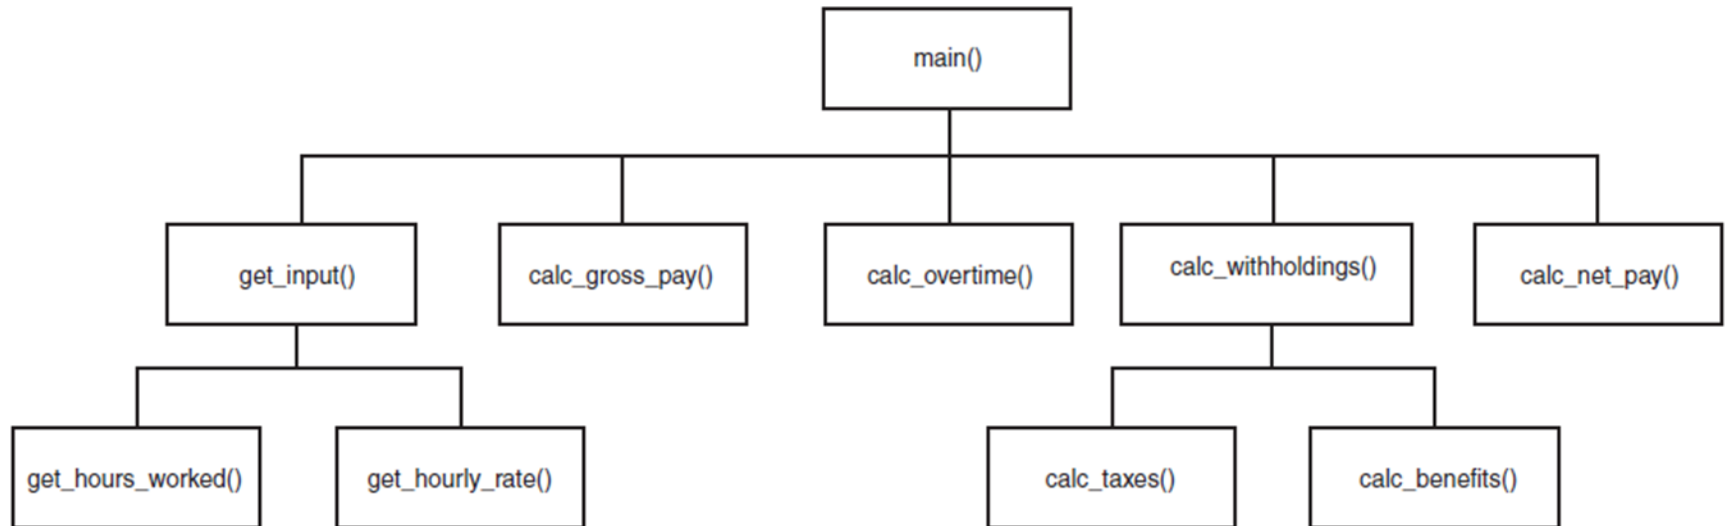 main()
get_input()
calc_gross_pay()
calc_overtime()
calc_withholdings()
calc_net_pay()
get_hours_worked()
get_hourly_rate()
calc_taxes()
calc_benefits()